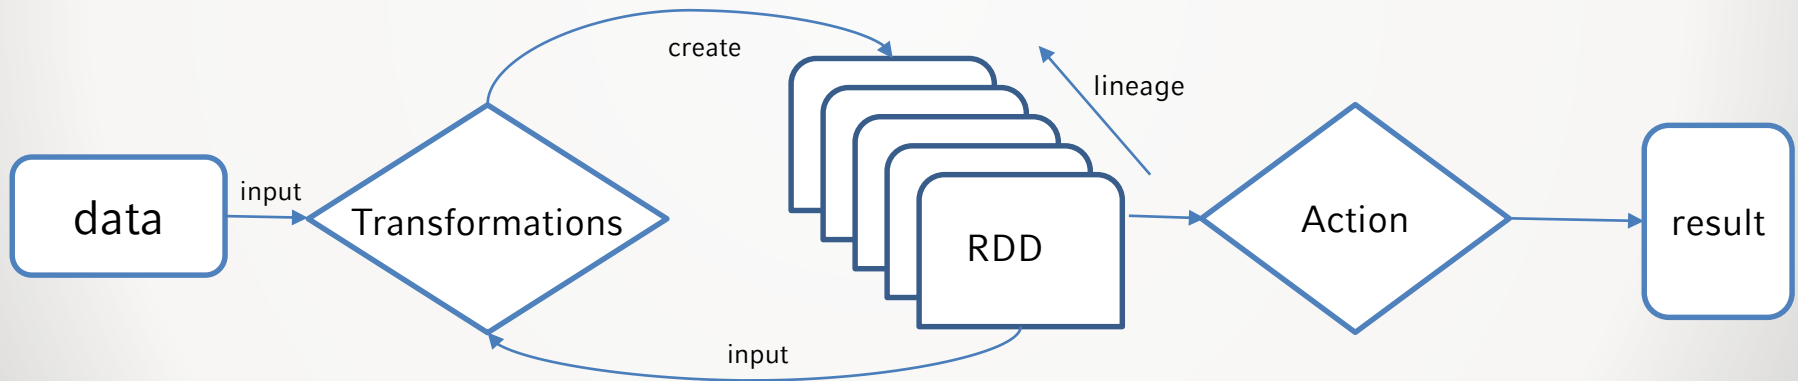 create
lineage
data
input
Transformations
RDD
Action
result
input